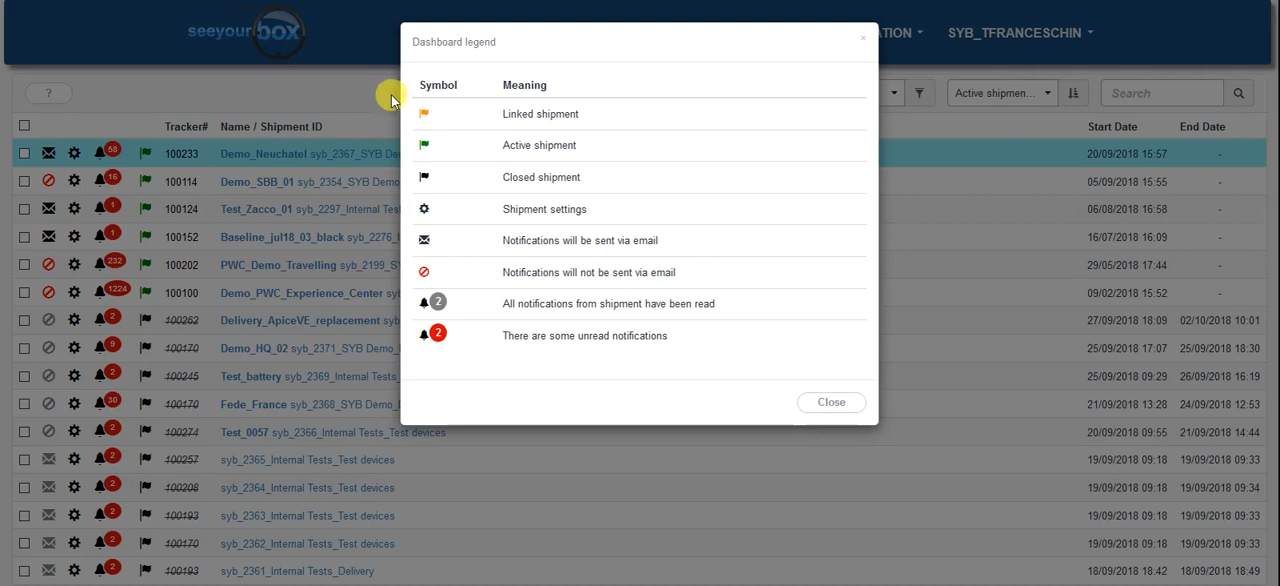 seeyourbox
ATION
SYB_TFRANCESCHIN
Dashboard legend
×
Symbol Meaning
Linked shipment
Active shipment
Closed shipment
Shipment settings
Notifications will be sent via email
Notifications will not be sent via email
2 All notifications from shipment have been read
2 There are some unread notifications
Close
?
Active shipmen...
Search
Tracker# Name / Shipment ID Start Date End Date
58 100233 Demo_Neuchatel syb_2367_SYB De 20/09/2018 15:57 -
16 100114 Demo_SBB_01 syb_2354_SYB Demo 05/09/2018 15:55 -
1 100124 Test_Zacco_01 syb_2297_Internal Test 06/08/2018 16:58 -
1 100152 Baseline_jul18_03_black syb_2276_I 16/07/2018 16:09 -
232 100202 PWC_Demo_Travelling syb_2199_SY 29/05/2018 17:44 -
1224 100100 Demo_PWC_Experience_Center sy 09/02/2018 15:52 -
2 100262 Delivery_ApiceVE_replacement syb_2 27/09/2018 18:09 02/10/2018 10:01
9 100170 Demo_HQ_02 syb_2371_SYB Demo_ 25/09/2018 17:07 25/09/2018 18:30
2 100245 Test_battery syb_2369_Internal Tests_ 25/09/2018 09:29 26/09/2018 16:19
30 100170 Fede_France syb_2368_SYB Demo_I 21/09/2018 13:28 24/09/2018 12:53
2 100274 Test_0057 syb_2366_Internal Tests_Test devices 20/09/2018 09:55 21/09/2018 14:44
2 100257 syb_2365_Internal Tests_Test devices 19/09/2018 09:18 19/09/2018 09:33
2 100208 syb_2364_Internal Tests_Test devices 19/09/2018 09:18 19/09/2018 09:34
2 100193 syb_2363_Internal Tests_Test devices 19/09/2018 09:18 19/09/2018 09:33
2 100170 syb_2362_Internal Tests_Test devices 19/09/2018 09:18 19/09/2018 09:33
2 100193 syb_2361_Internal Tests_Delivery 18/09/2018 18:42 18/09/2018 18:49